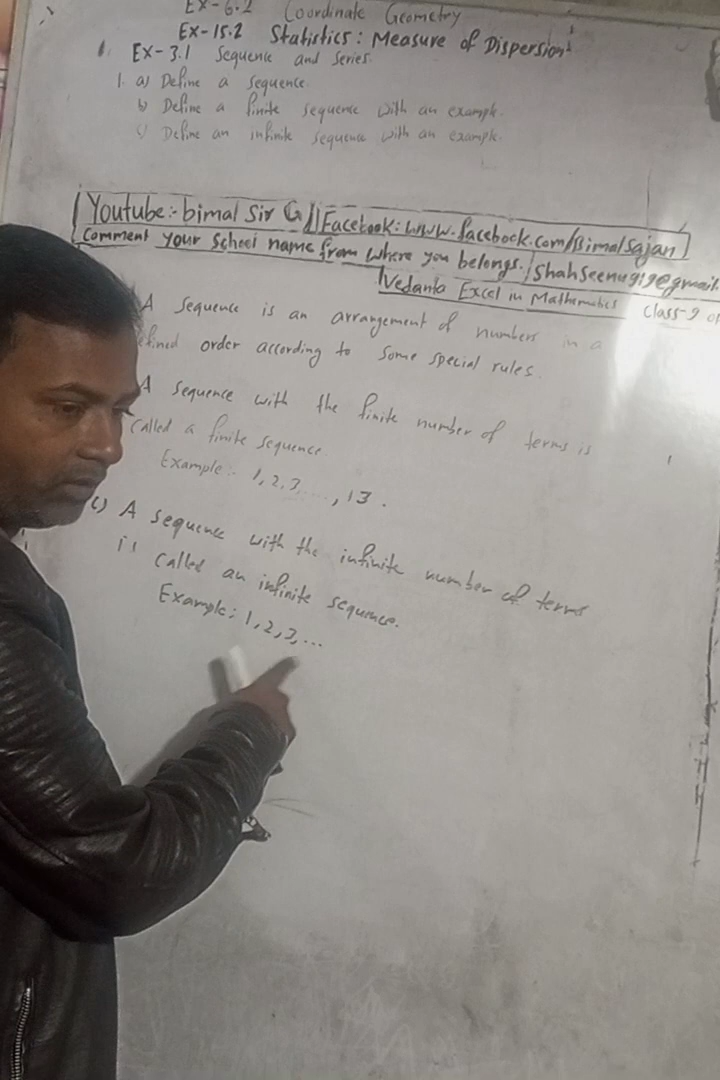 Ex-6.2 Coordinate Geometry
Ex-15.2 Statistics: Measure of Dispersion
Ex-3.1 Sequence and Series.
1. a) Define a sequence.
b) Define a finite sequence with an example.
c) Define an infinite sequence with an example.
Youtube:- bimal Sir G || Facebook: www.facebook.com/Bimalsajan
Comment your School name from where you belongs.
Vedanta Excel in Mathematics Class-9
A sequence is an arrangement of numbers in a
order according to some special rules.
A sequence with the finite number of terms is
called a finite sequence.
Example:- 1, 2, 3, ..., 13.
c) A sequence with the infinite number of terms
is called an infinite sequence.
Example: 1, 2, 3, ...